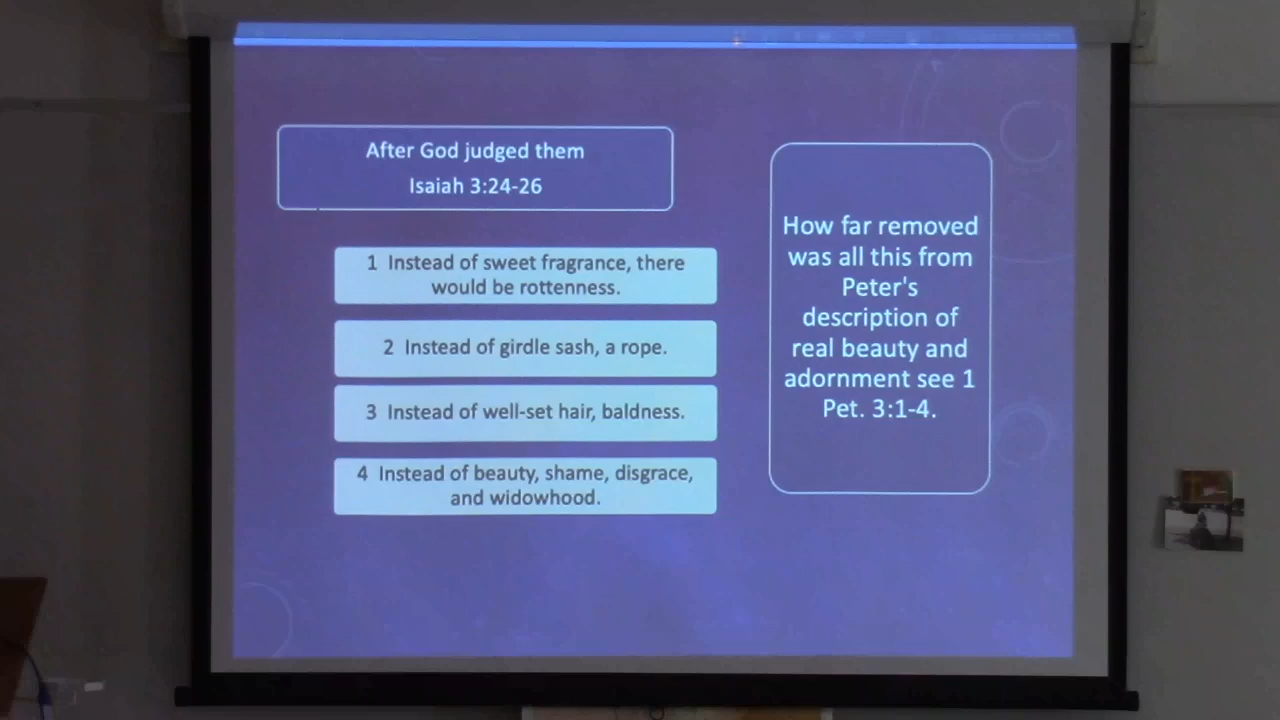 After God judged them
Isaiah 3:24-26
1 Instead of sweet fragrance, there
would be rottenness.
2 Instead of girdle sash, a rope.
3 Instead of well-set hair, baldness.
4 Instead of beauty, shame, disgrace,
and widowhood.
How far removed
was all this from
Peter's
description of
real beauty and
adornment see 1
Pet. 3:1-4.